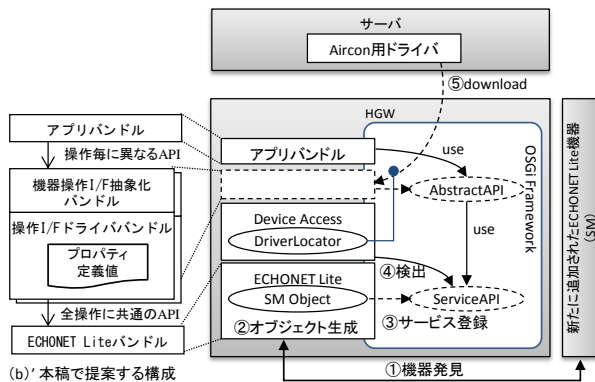 サーバ
Aircon用ドライバ
⑤download
HGW
OSGi Framework
アプリバンドル
操作毎に異なるAPI
機器操作I/F抽象化
バンドル
操作I/Fドライババンドル
プロパティ
定義値
全操作に共通のAPI
ECHONET Liteバンドル
(b)’本稿で提案する構成
アプリバンドル
use
AbstractAPI
use
Device Access
DriverLocator
④検出
ECHONET Lite
SM Object
ServiceAPI
②オブジェクト生成
③サービス登録
①機器発見
新たに追加されたECHONET Lite機器
(SM)